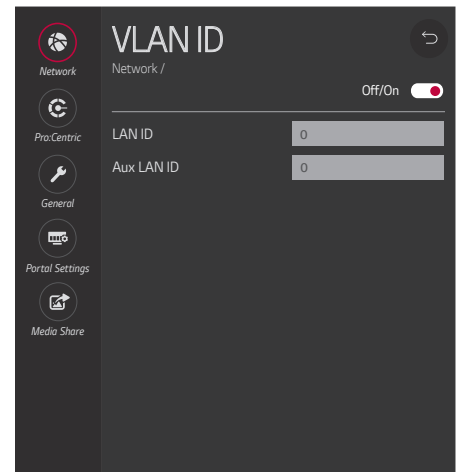 VLAN ID
Network /
Off/On
LAN ID 0
Aux LAN ID 0
Network
Pro:Centric
General
Portal Settings
Media Share